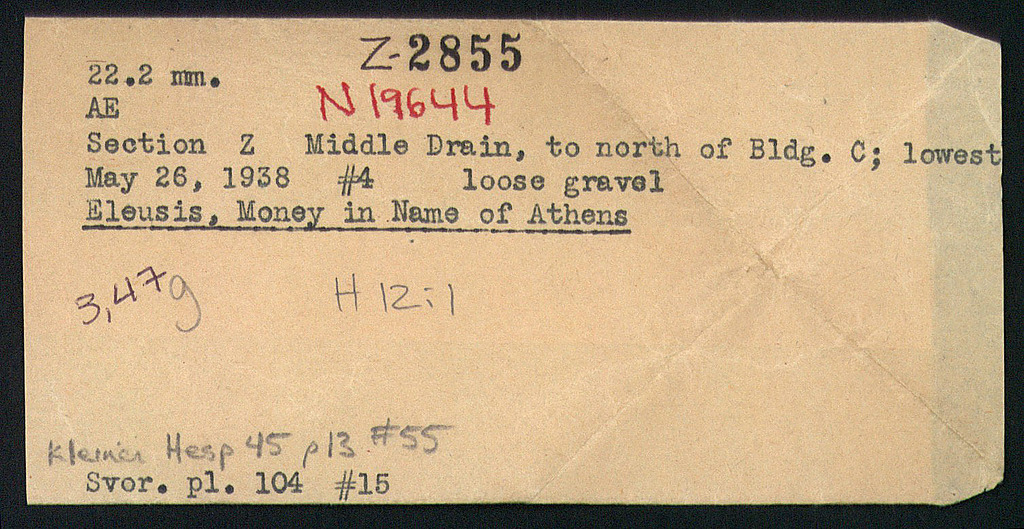 Z-2855
22.2 mm.
AE N19644
Section Z Middle Drain, to north of Bldg. C; lowest
May 26, 1938 #4 loose gravel
Eleusis, Money in Name of Athens
3,47g H 12:1
Kleiner Hesp 45 p13 #55
Svor. pl. 104 #15